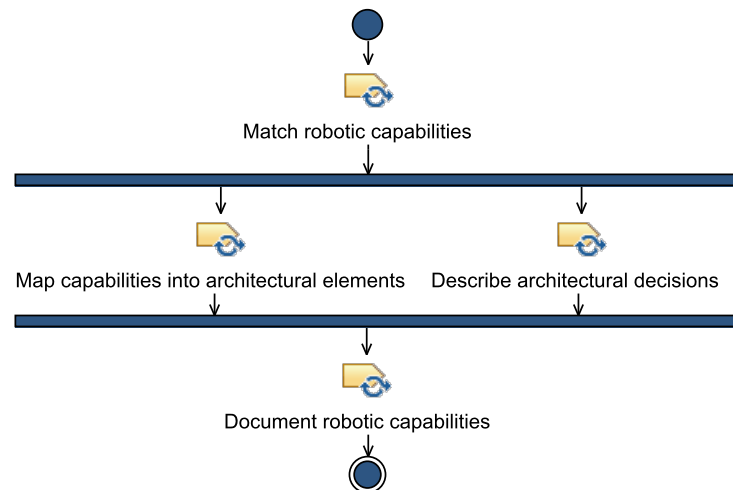 Match robotic capabilities
Map capabilities into architectural elements
Describe architectural decisions
Document robotic capabilities